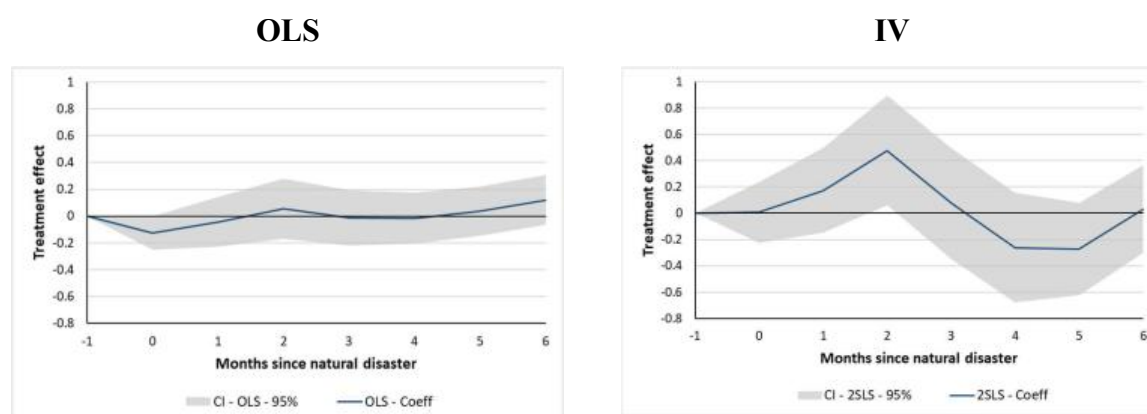 OLS
IV
1
0.8
0.6
0.4
0.2
0
-0.2
-0.4
-0.6
-0.8
Treatment effect
-1 0 1 2 3 4 5 6
Months since natural disaster
CI - OLS - 95% OLS - Coeff
1
0.8
0.6
0.4
0.2
0
-0.2
-0.4
-0.6
-0.8
Treatment effect
-1 0 1 2 3 4 5 6
Months since natural disaster
CI - 2SLS - 95% 2SLS - Coeff